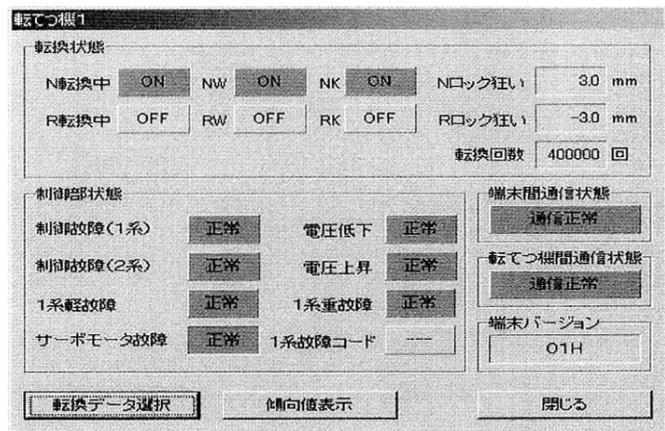 転てつ機1
転換状態
N転換中 ON NW ON NK ON Nロック狂い 3.0 mm
R転換中 OFF RW OFF RK OFF Rロック狂い -3.0 mm
転換回数 400000 回
制御部状態
制御故障(1系) 正常 電圧低下 正常
制御故障(2系) 正常 電圧上昇 正常
1系軽故障 正常 1系重故障 正常
サーボモータ故障 正常 1系故障コード ---
端末間通信状態
通信正常
転てつ機間通信状態
通信正常
端末バージョン
01H
転換データ選択 傾向値表示 閉じる